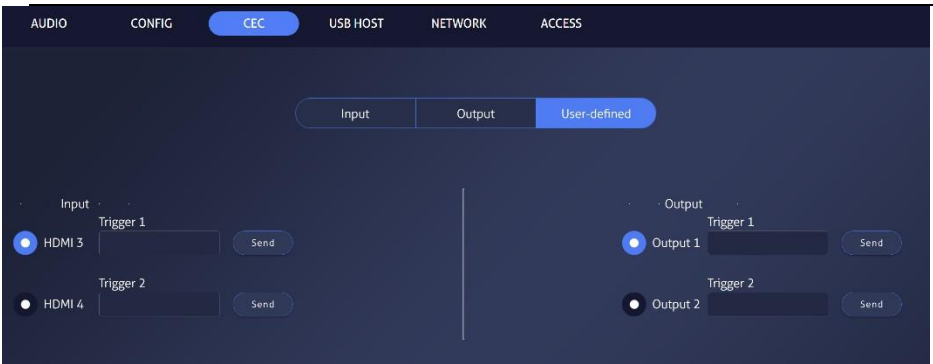 AUDIO CONFIG CEC USB HOST NETWORK ACCESS
Input Output User-defined
Input
Trigger 1
HDMI 3 Send
Trigger 2
HDMI 4 Send
Output
Trigger 1
Output 1 Send
Trigger 2
Output 2 Send